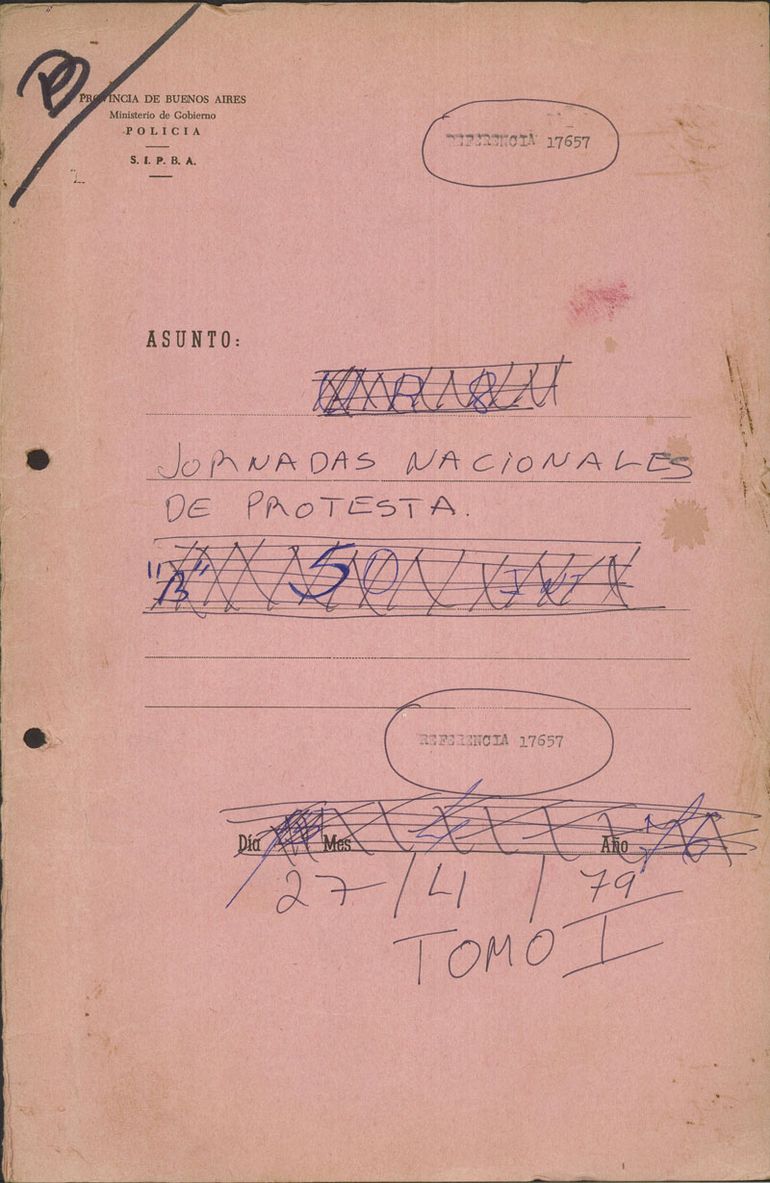 PROVINCIA DE BUENOS AIRES
Ministerio de Gobierno
POLICIA
S. I. P. B. A.
REFERENCIA 17657
ASUNTO:
JORNADAS NACIONALES
DE PROTESTA.
"B" 50
REFERENCIA 17657
Día Mes Año
27/4/79
TOMO I